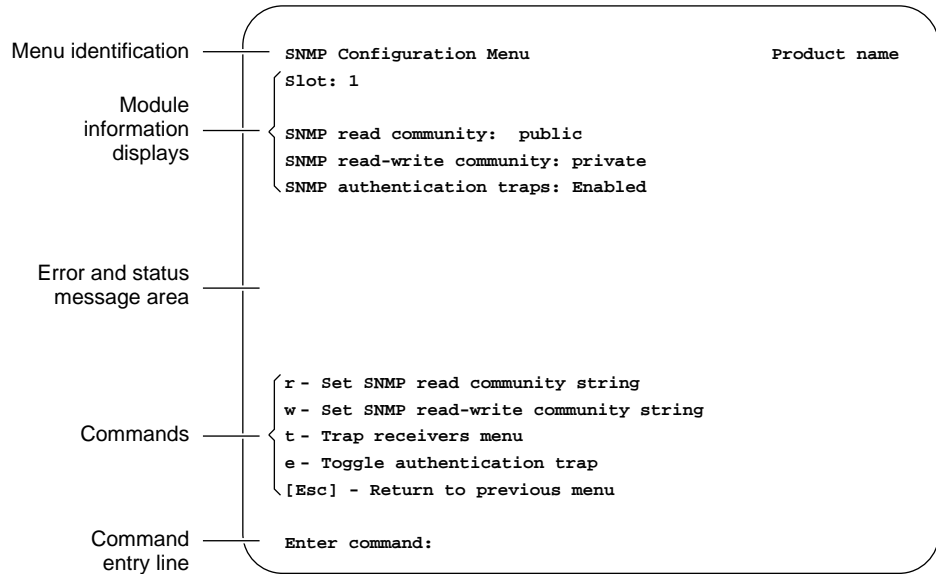 Menu identification
SNMP Configuration Menu Product name
Slot: 1
Module
information
displays
SNMP read community: public
SNMP read-write community: private
SNMP authentication traps: Enabled
Error and status
message area
Commands
r - Set SNMP read community string
w - Set SNMP read-write community string
t - Trap receivers menu
e - Toggle authentication trap
[Esc] - Return to previous menu
Command
entry line
Enter command: